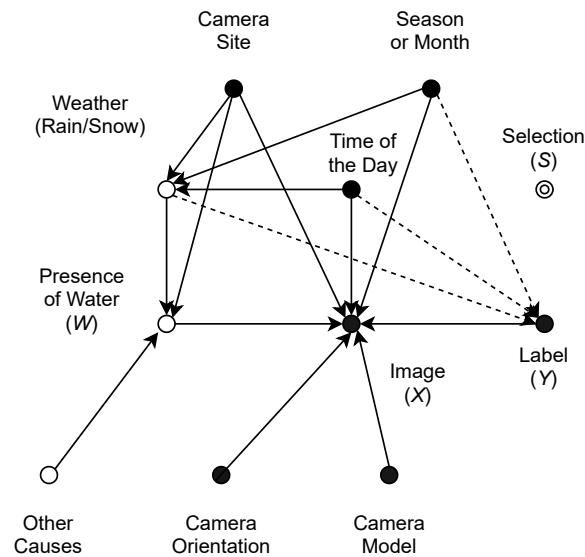 Camera
Site
Season
or Month
Weather
(Rain/Snow)
Time of
the Day
Selection
(S)
Presence
of Water
(W)
Image
(X)
Label
(Y)
Other
Causes
Camera
Orientation
Camera
Model